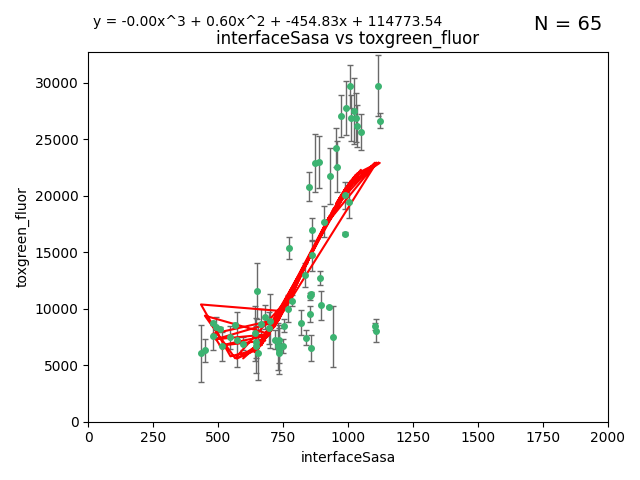 y = -0.00x^3 + 0.60x^2 + -454.83x + 114773.54
N = 65
interfaceSasa vs toxgreen_fluor
30000
25000
20000
15000
10000
5000
0
toxgreen_fluor
0 250 500 750 1000 1250 1500 1750 2000
interfaceSasa